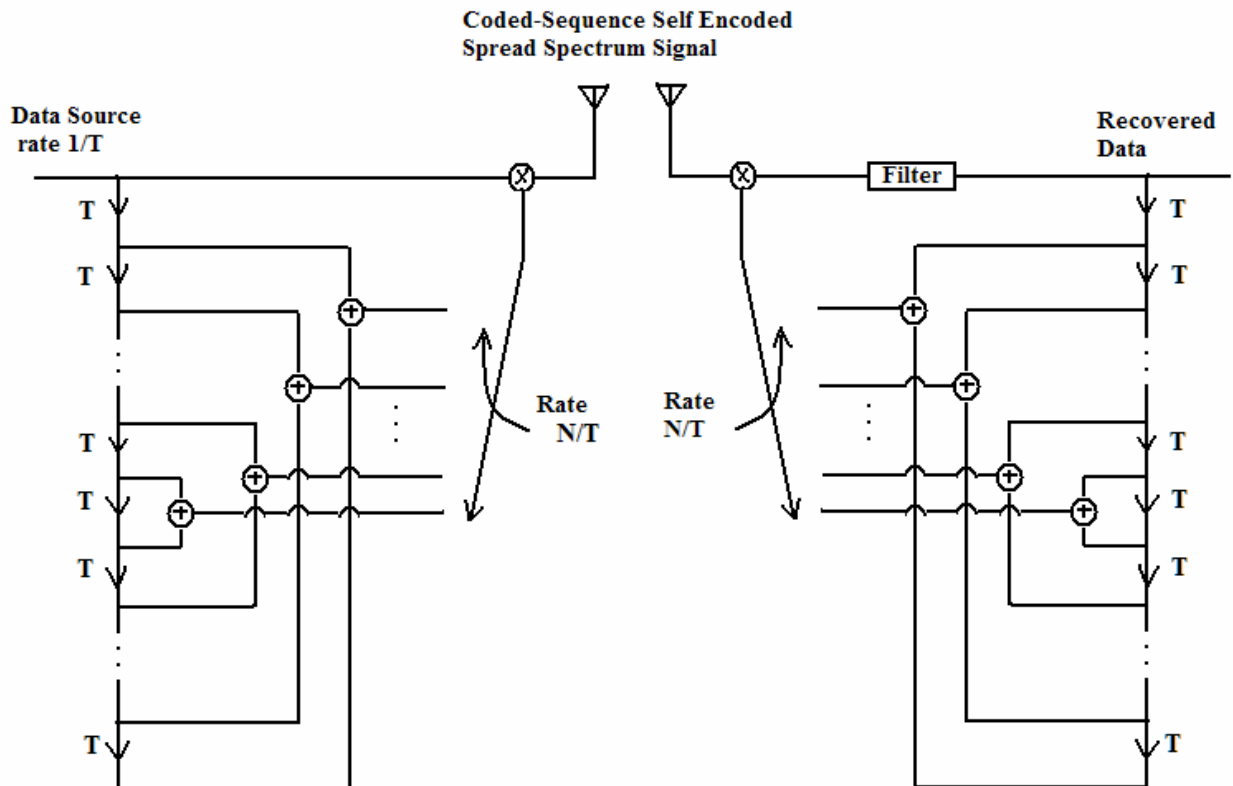 Coded-Sequence Self Encoded
Spread Spectrum Signal
Data Source
rate 1/T
Recovered
Data
X
X
Filter
T
T
T
T
+
+
Rate
N/T
Rate
N/T
+
+
T
T
+
+
T
T
+
+
T
T
T
T